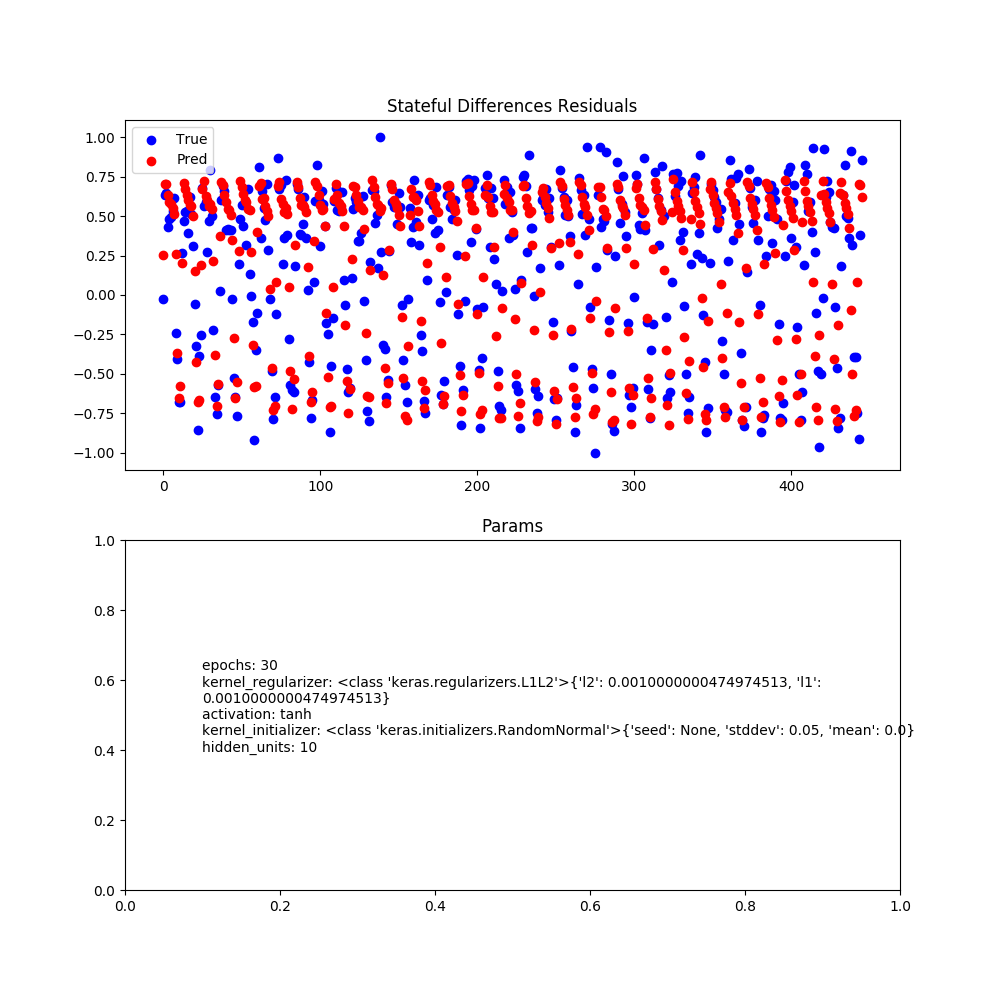 Stateful Differences Residuals
True
Pred
1.00
0.75
0.50
0.25
0.00
−0.25
−0.50
−0.75
−1.00
0 100 200 300 400
Params
1.0
0.8
0.6
0.4
0.2
0.0
epochs: 30
kernel_regularizer: <class 'keras.regularizers.L1L2'>{'l2': 0.0010000000474974513, 'l1':
0.0010000000474974513}
activation: tanh
kernel_initializer: <class 'keras.initializers.RandomNormal'>{'seed': None, 'stddev': 0.05, 'mean': 0.0}
hidden_units: 10
0.0 0.2 0.4 0.6 0.8 1.0